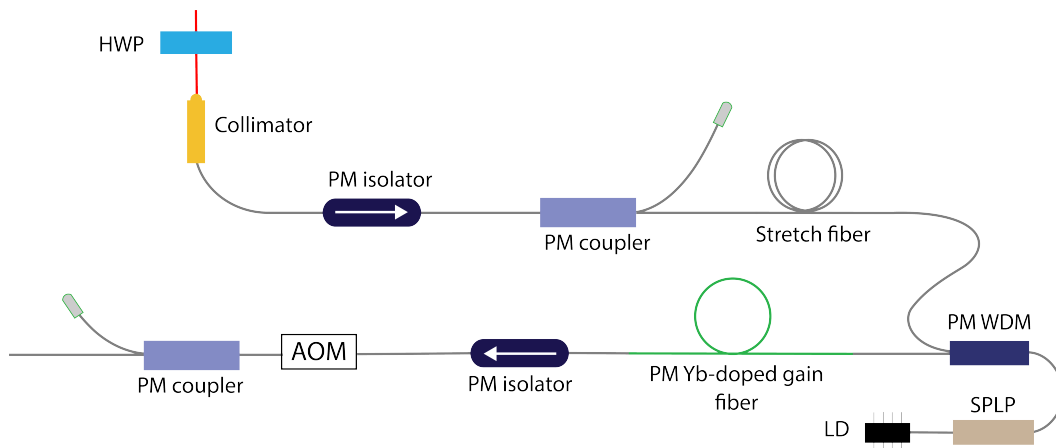 HWP
Collimator
PM isolator
PM coupler
Stretch fiber
PM WDM
AOM
PM coupler
PM isolator
PM Yb-doped gain
fiber
SPLP
LD